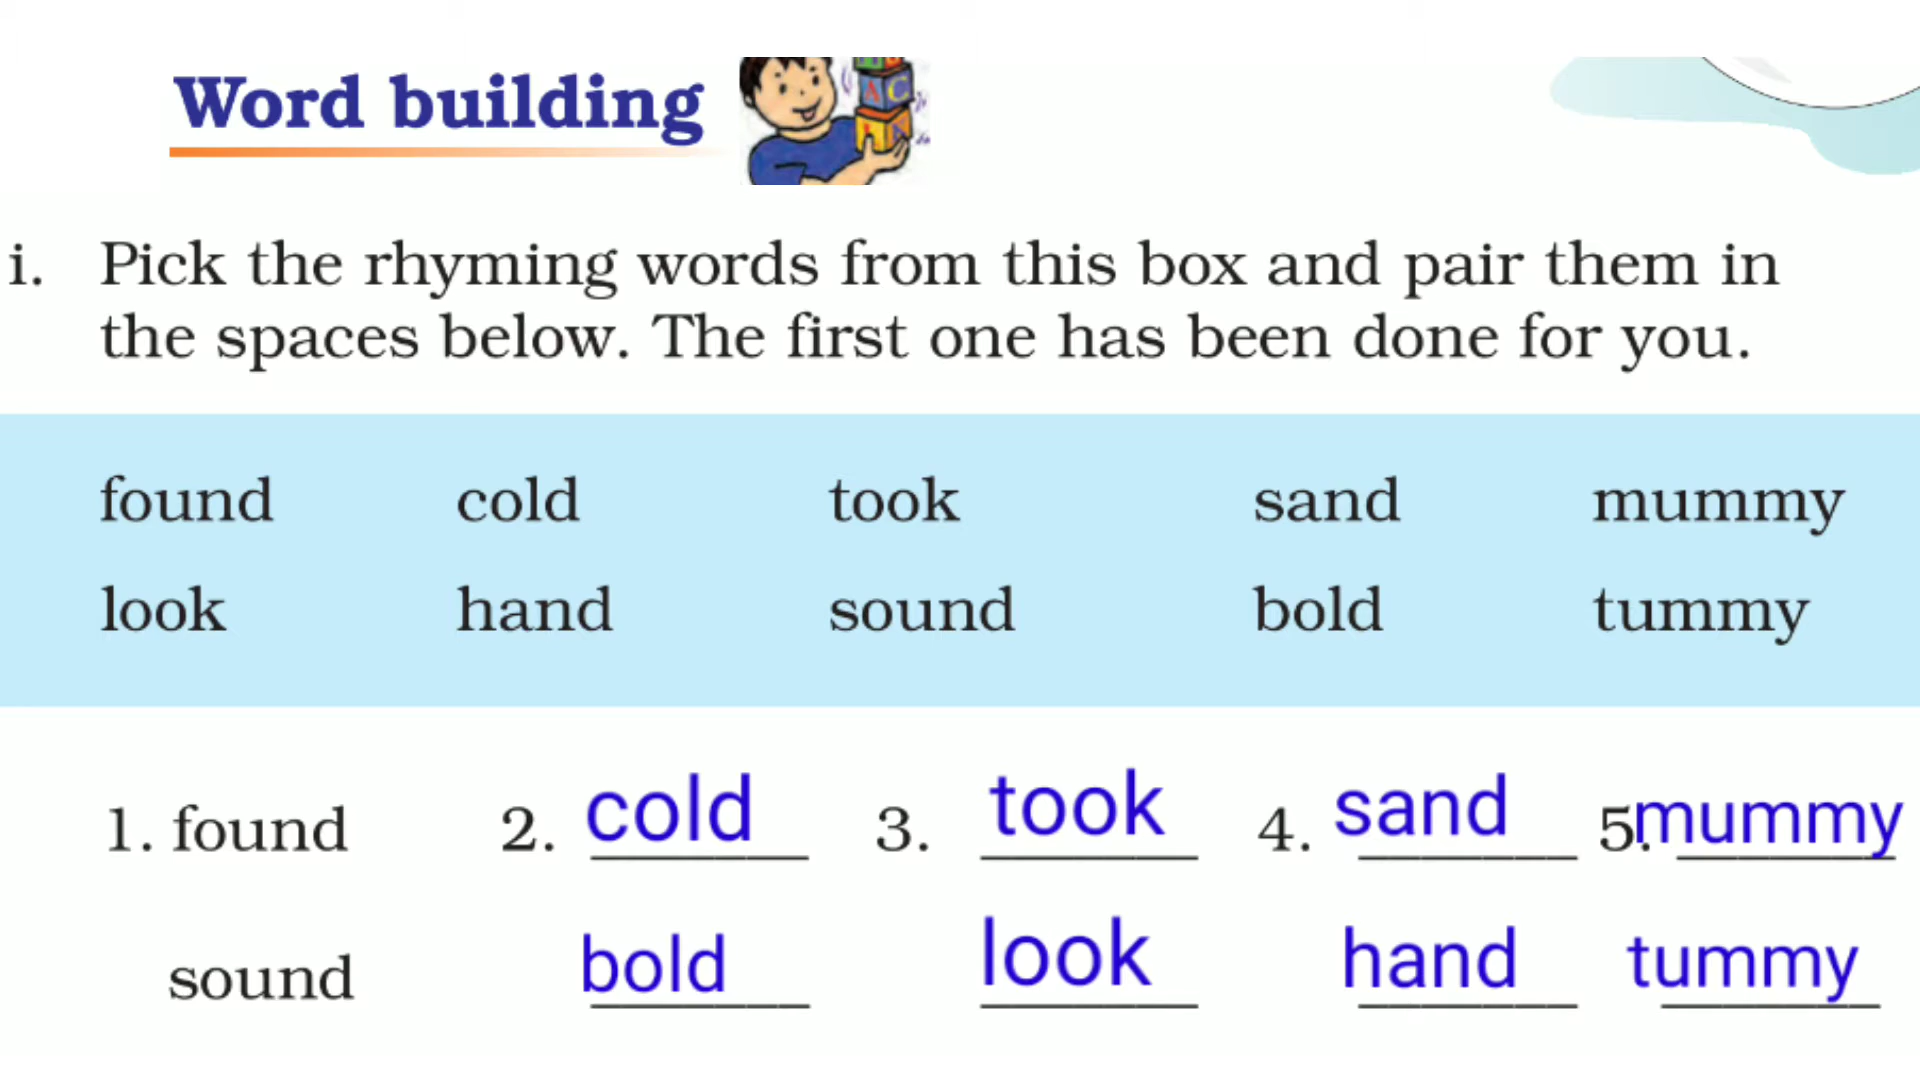 Word building
i. Pick the rhyming words from this box and pair them in
the spaces below. The first one has been done for you.
found cold took sand mummy
look hand sound bold tummy
1. found 2. cold 3. took 4. sand 5. mummy
sound bold look hand tummy